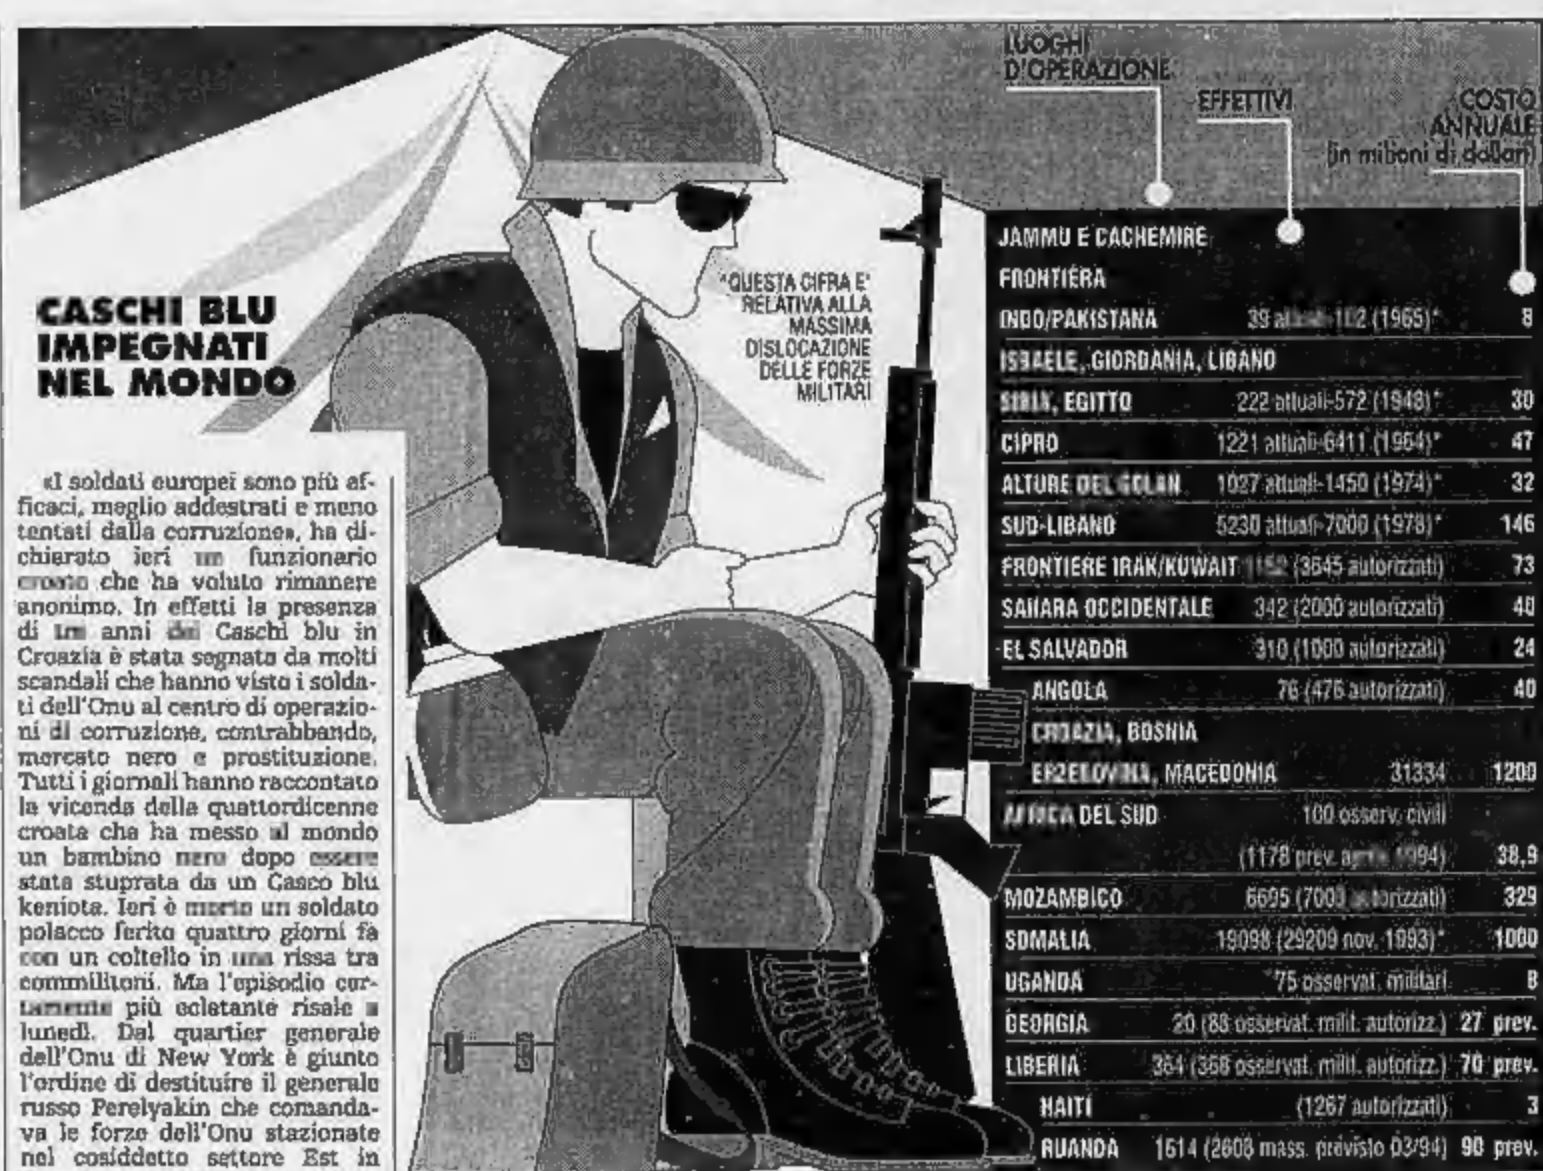 LUOGHI
D'OPERAZIONE
EFFETTIVI
COSTO
ANNUALE
(in milioni di dollari)
CASCHI BLU
IMPEGNATI
NEL MONDO
*QUESTA CIFRA E'
RELATIVA ALLA
MASSIMA
DISLOCAZIONE
DELLE FORZE
MILITARI
JAMMU E CACHEMIRE
FRONTIERA
INDO/PAKISTANA 39 attuali-102 (1965)* 8
ISRAELE, GIORDANIA, LIBANO
SIRIA, EGITTO 222 attuali-572 (1948)* 30
CIPRO 1221 attuali-6411 (1964)* 47
ALTURE DEL GOLAN 1027 attuali-1450 (1974)* 32
SUD-LIBANO 5230 attuali-7000 (1978)* 146
FRONTIERE IRAK/KUWAIT (3645 autorizzati) 73
SAHARA OCCIDENTALE 342 (2000 autorizzati) 40
EL SALVADOR 310 (1000 autorizzati) 24
ANGOLA 76 (476 autorizzati) 40
CROAZIA, BOSNIA
ERZEGOVINA, MACEDONIA 31334 1200
AFRICA DEL SUD 100 osserv. civili
(1178 prev. aprile 1994) 38,9
MOZAMBICO 6695 (7000 autorizzati) 329
SOMALIA 19098 (29209 nov. 1993)* 1000
UGANDA 75 osservat. militari 8
GEORGIA 20 (88 osservat. milit. autorizz.) 27 prev.
LIBERIA 364 (368 osservat. milit. autorizz.) 70 prev.
HAITI (1267 autorizzati) 3
RUANDA 1614 (2608 mass. previsto 03/94) 90 prev.
«I soldati europei sono più ef-
ficaci, meglio addestrati e meno
tentati dalla corruzione», ha di-
chiarato ieri un funzionario
croato che ha voluto rimanere
anonimo. In effetti la presenza
di tre anni dei Caschi blu in
Croazia è stata segnata da molti
scandali che hanno visto i solda-
ti dell'Onu al centro di operazio-
ni di corruzione, contrabbando,
mercato nero e prostituzione.
Tutti i giornali hanno raccontato
la vicenda della quattordicenne
croata che ha messo al mondo
un bambino nero dopo essere
stata stuprata da un Casco blu
keniota. Ieri è morto un soldato
polacco ferito quattro giorni fa
con un coltello in una rissa tra
commilitoni. Ma l'episodio cer-
tamente più eclatante risale a
lunedì. Dal quartier generale
dell'Onu di New York è giunto
l'ordine di destituire il generale
russo Perelyakin che comanda-
va le forze dell'Onu stazionate
nel cosiddetto settore Est in